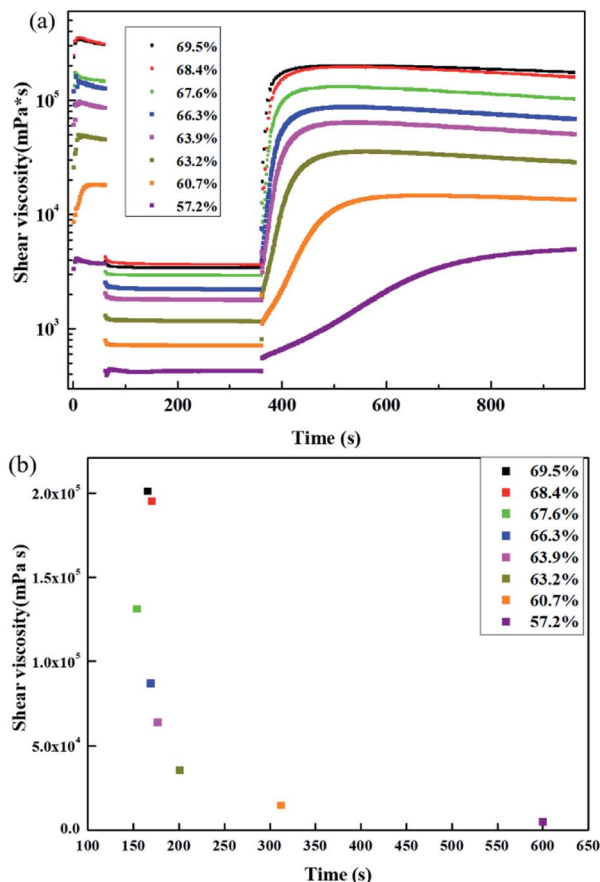 (a)
Shear viscosity(mPa*s)
10^5
10^4
10^3
69.5%
68.4%
67.6%
66.3%
63.9%
63.2%
60.7%
57.2%
0
200
400
600
800
Time (s)
(b)
Shear viscosity(mPa s)
2.0x10^5
1.5x10^5
1.0x10^5
5.0x10^4
0.0
69.5%
68.4%
67.6%
66.3%
63.9%
63.2%
60.7%
57.2%
100 150 200 250 300 350 400 450 500 550 600 650
Time (s)